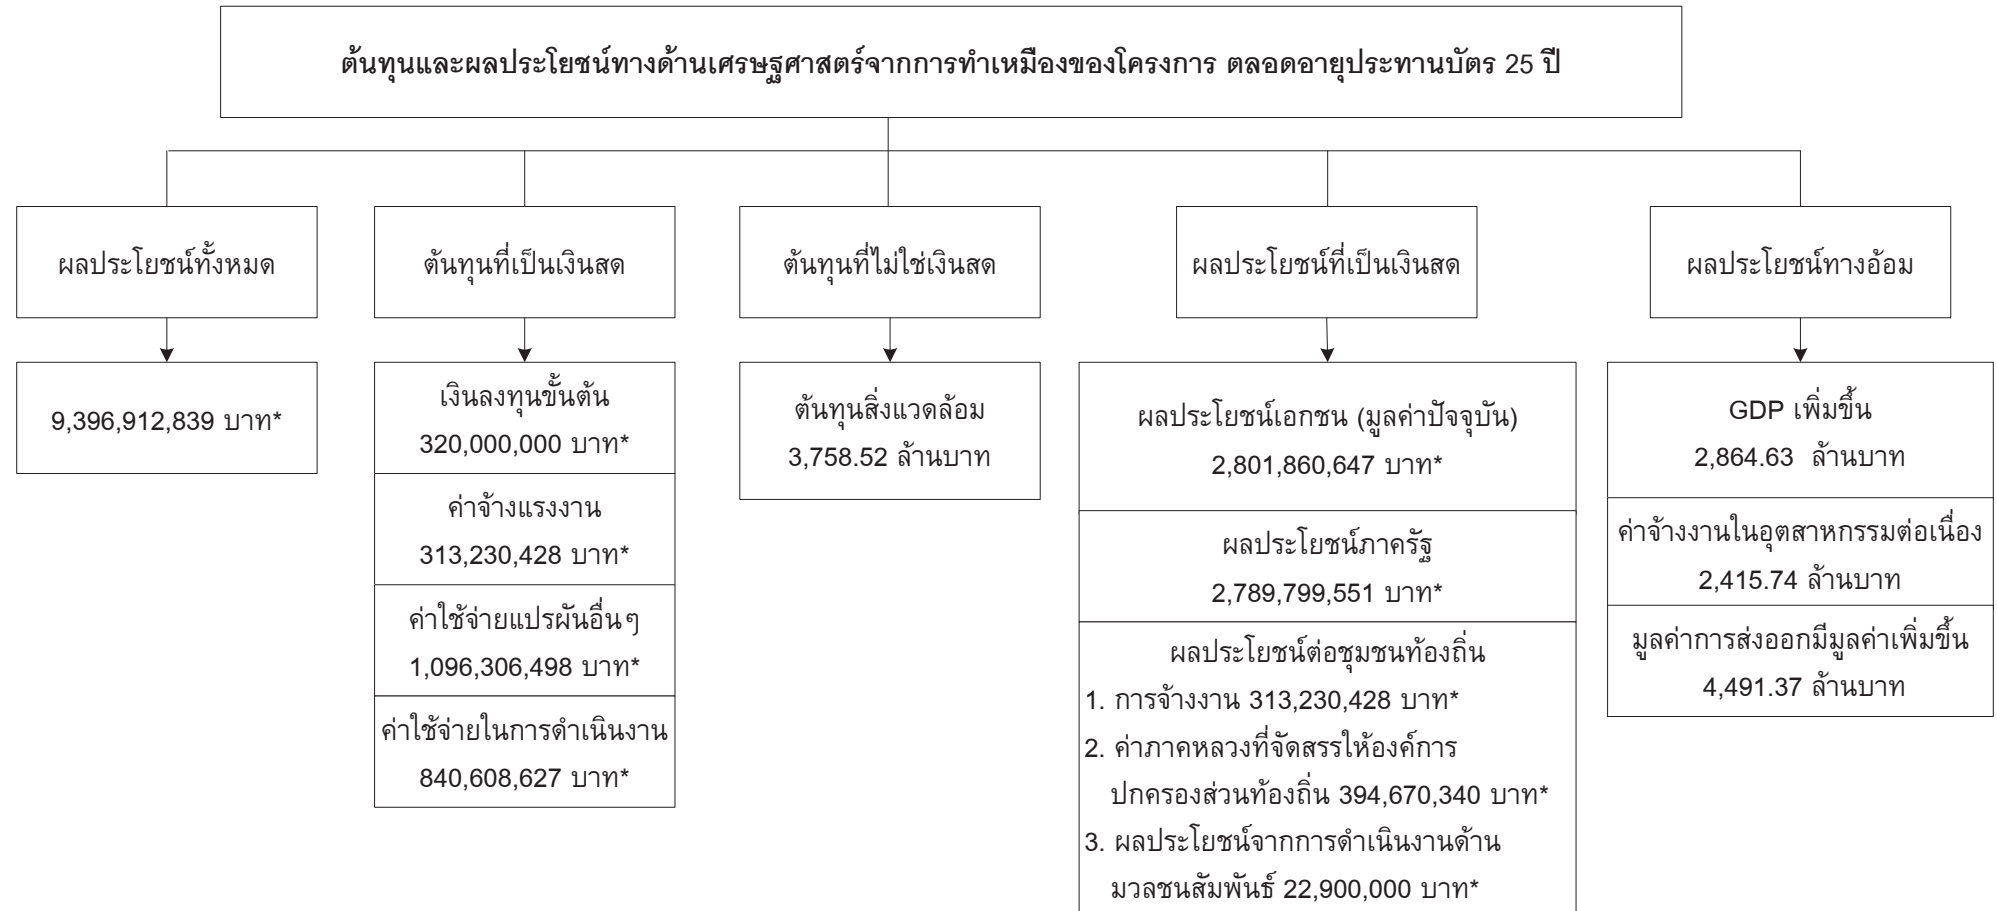 ต้นทุนและผลประโยชน์ทางด้านเศรษฐศาสตร์จากการทำเหมืองของโครงการ ตลอดอายุประทานบัตร 25 ปี
ผลประโยชน์ทั้งหมด
9,396,912,839 บาท*
ต้นทุนที่เป็นเงินสด
เงินลงทุนขั้นต้น
320,000,000 บาท*
ค่าจ้างแรงงาน
313,230,428 บาท*
ค่าใช้จ่ายแปรผันอื่นๆ
1,096,306,498 บาท*
ค่าใช้จ่ายในการดำเนินงาน
840,608,627 บาท*
ต้นทุนที่ไม่ใช่เงินสด
ต้นทุนสิ่งแวดล้อม
3,758.52 ล้านบาท
ผลประโยชน์ที่เป็นเงินสด
ผลประโยชน์เอกชน (มูลค่าปัจจุบัน)
2,801,860,647 บาท*
ผลประโยชน์ภาครัฐ
2,789,799,551 บาท*
ผลประโยชน์ต่อชุมชนท้องถิ่น
1. การจ้างงาน 313,230,428 บาท*
2. ค่าภาคหลวงที่จัดสรรให้องค์การ
ปกครองส่วนท้องถิ่น 394,670,340 บาท*
3. ผลประโยชน์จากการดำเนินงานด้าน
มวลชนสัมพันธ์ 22,900,000 บาท*
ผลประโยชน์ทางอ้อม
GDP เพิ่มขึ้น
2,864.63 ล้านบาท
ค่าจ้างงานในอุตสาหกรรมต่อเนื่อง
2,415.74 ล้านบาท
มูลค่าการส่งออกมีมูลค่าเพิ่มขึ้น
4,491.37 ล้านบาท